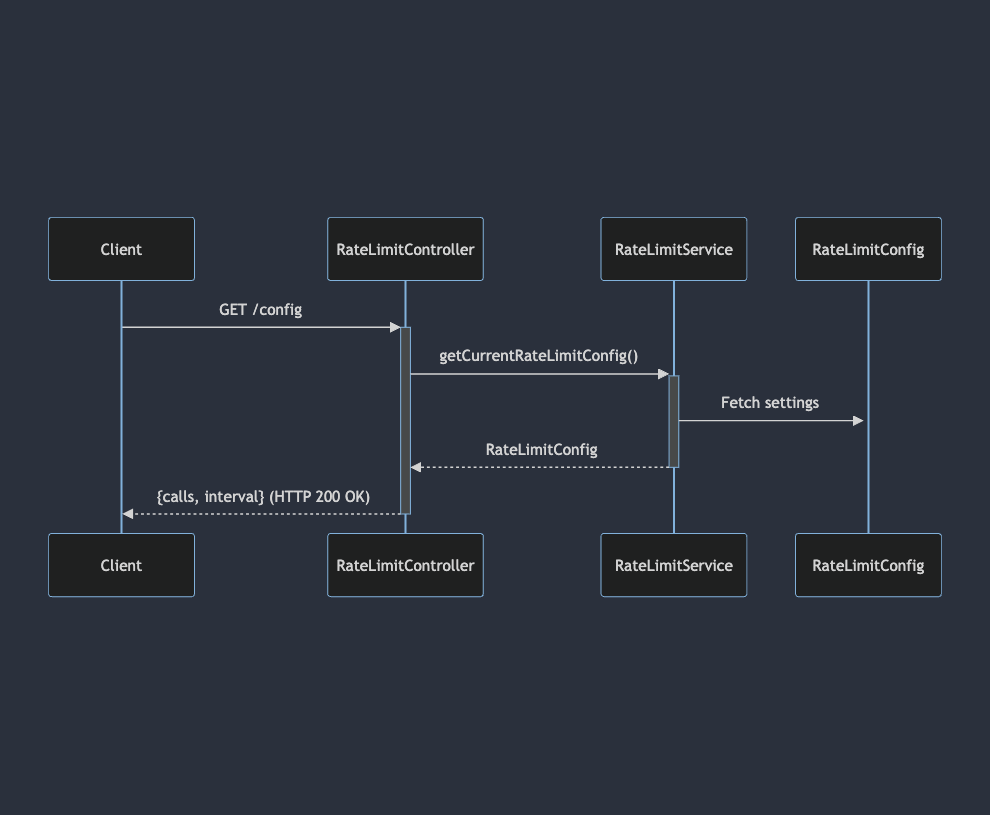 Client
RateLimitController
RateLimitService
RateLimitConfig
GET /config
getCurrentRateLimitConfig()
Fetch settings
RateLimitConfig
{calls, interval} (HTTP 200 OK)
Client
RateLimitController
RateLimitService
RateLimitConfig